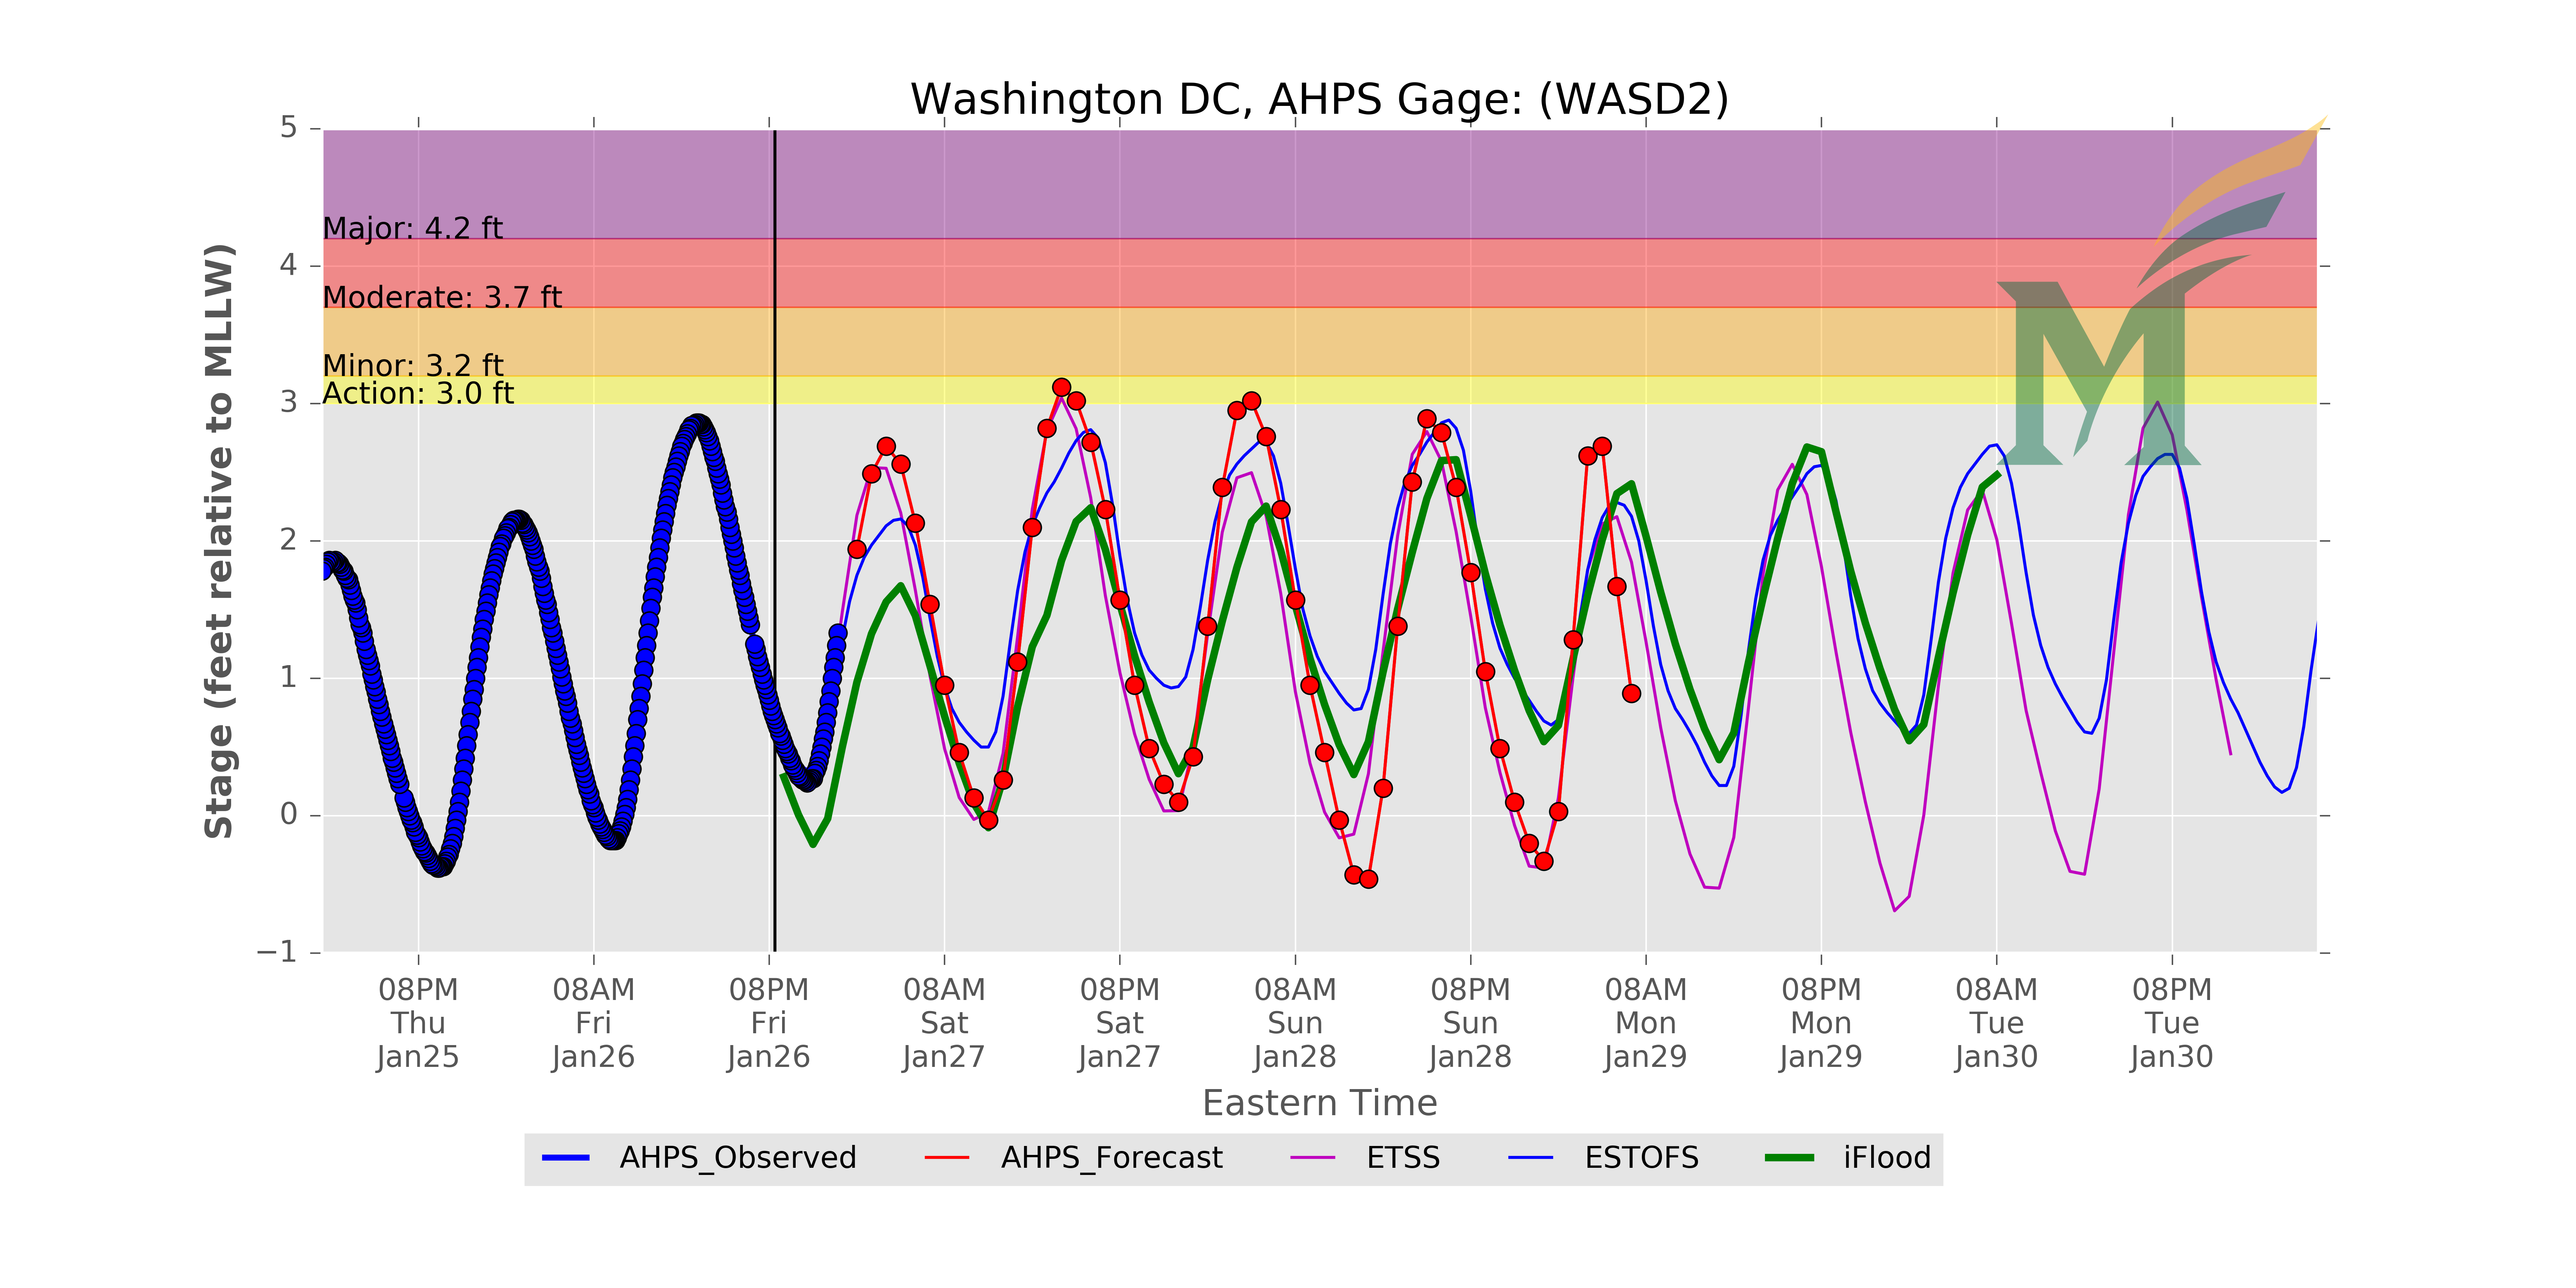 Washington DC, AHPS Gage: (WASD2)
Stage (feet relative to MLLW)
5
4
3
2
1
0
−1
Major: 4.2 ft
Moderate: 3.7 ft
Minor: 3.2 ft
Action: 3.0 ft
M
08PM
Thu
Jan25
08AM
Fri
Jan26
08PM
Fri
Jan26
08AM
Sat
Jan27
08PM
Sat
Jan27
08AM
Sun
Jan28
08PM
Sun
Jan28
08AM
Mon
Jan29
08PM
Mon
Jan29
08AM
Tue
Jan30
08PM
Tue
Jan30
Eastern Time
AHPS_Observed
AHPS_Forecast
ETSS
ESTOFS
iFlood